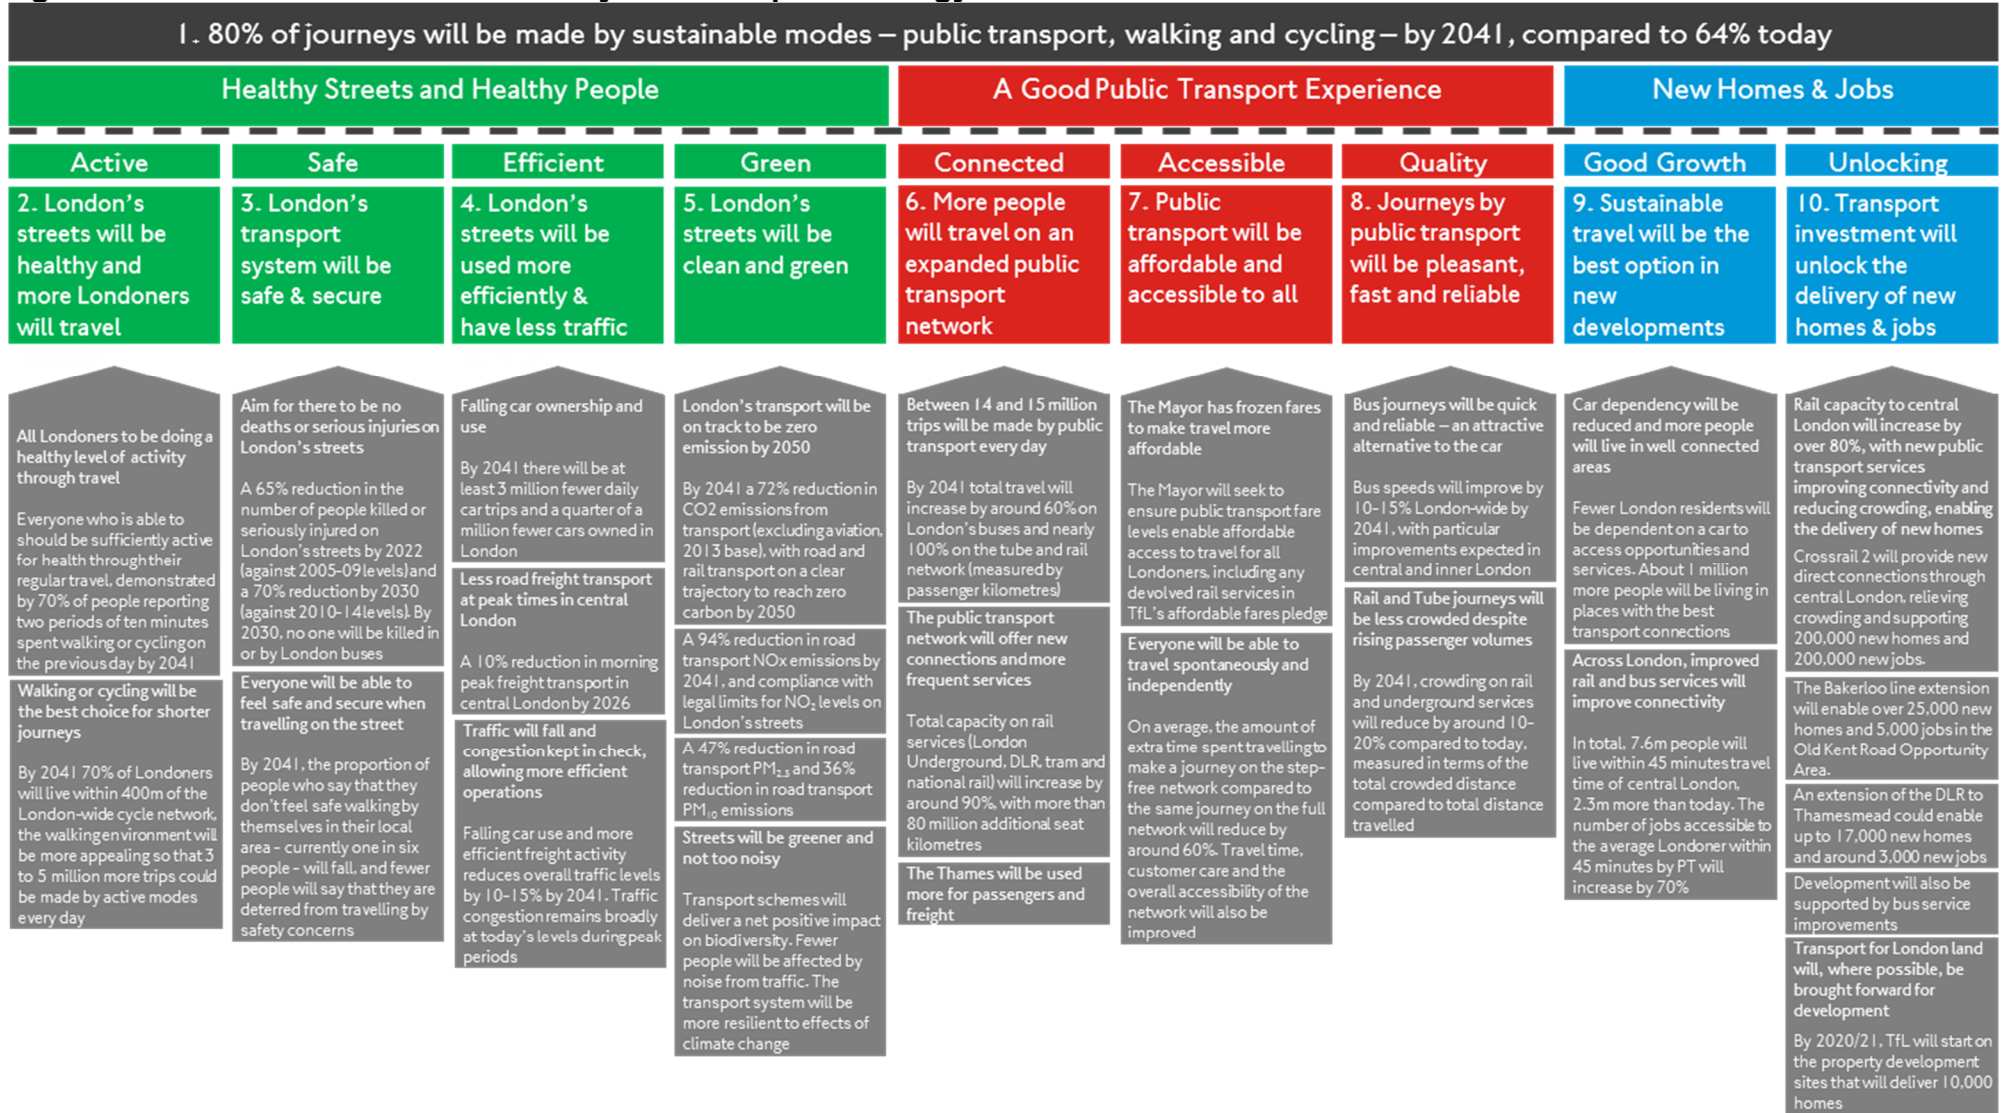 1. 80% of journeys will be made by sustainable modes – public transport, walking and cycling – by 2041, compared to 64% today
Healthy Streets and Healthy People
A Good Public Transport Experience
New Homes & Jobs
Active
Safe
Efficient
Green
Connected
Accessible
Quality
Good Growth
Unlocking
2. London's
streets will be
healthy and
more Londoners
will travel
3. London's
transport
system will be
safe & secure
4. London's
streets will be
used more
efficiently &
have less traffic
5. London's
streets will be
clean and green
6. More people
will travel on an
expanded public
transport
network
7. Public
transport will be
affordable and
accessible to all
8. Journeys by
public transport
will be pleasant,
fast and reliable
9. Sustainable
travel will be the
best option in
new
developments
10. Transport
investment will
unlock the
delivery of new
homes & jobs
All Londoners to be doing a
healthy level of activity
through travel
Everyone who is able to
should be sufficiently active
for health through their
regular travel, demonstrated
by 70% of people reporting
two periods of ten minutes
spent walking or cycling on
the previous day by 2041
Walking or cycling will be
the best choice for shorter
journeys
By 2041 70% of Londoners
will live within 400m of the
London-wide cycle network,
the walking environment will
be more appealing so that 3
to 5 million more trips could
be made by active modes
every day
Aim for there to be no
deaths or serious injuries on
London's streets
A 65% reduction in the
number of people killed or
seriously injured on
London's streets by 2022
(against 2005-09 levels) and
a 70% reduction by 2030
(against 2010-14 levels). By
2030, no one will be killed in
or by London buses
Everyone will be able to
feel safe and secure when
travelling on the street
By 2041, the proportion of
people who say that they
don't feel safe walking by
themselves in their local
area - currently one in six
people - will fall, and fewer
people will say that they are
deterred from travelling by
safety concerns
Falling car ownership and
use
By 2041 there will be at
least 3 million fewer daily
car trips and a quarter of a
million fewer cars owned in
London
Less road freight transport
at peak times in central
London
A 10% reduction in morning
peak freight transport in
central London by 2026
Traffic will fall and
congestion kept in check,
allowing more efficient
operations
Falling car use and more
efficient freight activity
reduces overall traffic levels
by 10-15% by 2041. Traffic
congestion remains broadly
at today's levels during peak
periods
London's transport will be
on track to be zero
emission by 2050
By 2041 a 72% reduction in
CO2 emissions from
transport (excluding aviation,
2013 base), with road and
rail transport on a clear
trajectory to reach zero
carbon by 2050
A 94% reduction in road
transport NOx emissions by
2041, and compliance with
legal limits for NO₂ levels on
London's streets
A 47% reduction in road
transport PM₂.₅ and 36%
reduction in road transport
PM₁₀ emissions
Streets will be greener and
not too noisy
Transport schemes will
deliver a net positive impact
on biodiversity. Fewer
people will be affected by
noise from traffic. The
transport system will be
more resilient to effects of
climate change
Between 14 and 15 million
trips will be made by public
transport every day
By 2041 total travel will
increase by around 60% on
London's buses and nearly
100% on the tube and rail
network (measured by
passenger kilometres)
The public transport
network will offer new
connections and more
frequent services
Total capacity on rail
services (London
Underground, DLR, tram and
national rail) will increase by
around 90%, with more than
80 million additional seat
kilometres
The Thames will be used
more for passengers and
freight
The Mayor has frozen fares
to make travel more
affordable
The Mayor will seek to
ensure public transport fare
levels enable affordable
access to travel for all
Londoners, including any
devolved rail services in
TfL's affordable fares pledge
Everyone will be able to
travel spontaneously and
independently
On average, the amount of
extra time spent travelling to
make a journey on the step-
free network compared to
the same journey on the full
network will reduce by
around 60%. Travel time,
customer care and the
overall accessibility of the
network will also be
improved
Bus journeys will be quick
and reliable – an attractive
alternative to the car
Bus speeds will improve by
10-15% London-wide by
2041, with particular
improvements expected in
central and inner London
Rail and Tube journeys will
be less crowded despite
rising passenger volumes
By 2041, crowding on rail
and underground services
will reduce by around 10-
20% compared to today,
measured in terms of the
total crowded distance
compared to total distance
travelled
Car dependency will be
reduced and more people
will live in well connected
areas
Fewer London residents will
be dependent on a car to
access opportunities and
services. About 1 million
more people will be living in
places with the best
transport connections
Across London, improved
rail and bus services will
improve connectivity
In total, 7.6m people will
live within 45 minutes travel
time of central London,
2.3m more than today. The
number of jobs accessible to
the average Londoner within
45 minutes by PT will
increase by 70%
Rail capacity to central
London will increase by
over 80%, with new public
transport services
improving connectivity and
reducing crowding, enabling
the delivery of new homes
Crossrail 2 will provide new
direct connections through
central London, relieving
crowding and supporting
200,000 new homes and
200,000 new jobs.
The Bakerloo line extension
will enable over 25,000 new
homes and 5,000 jobs in the
Old Kent Road Opportunity
Area.
An extension of the DLR to
Thamesmead could enable
up to 17,000 new homes
and around 3,000 new jobs
Development will also be
supported by bus service
improvements
Transport for London land
will, where possible, be
brought forward for
development
By 2020/21, TfL will start on
the property development
sites that will deliver 10,000
homes